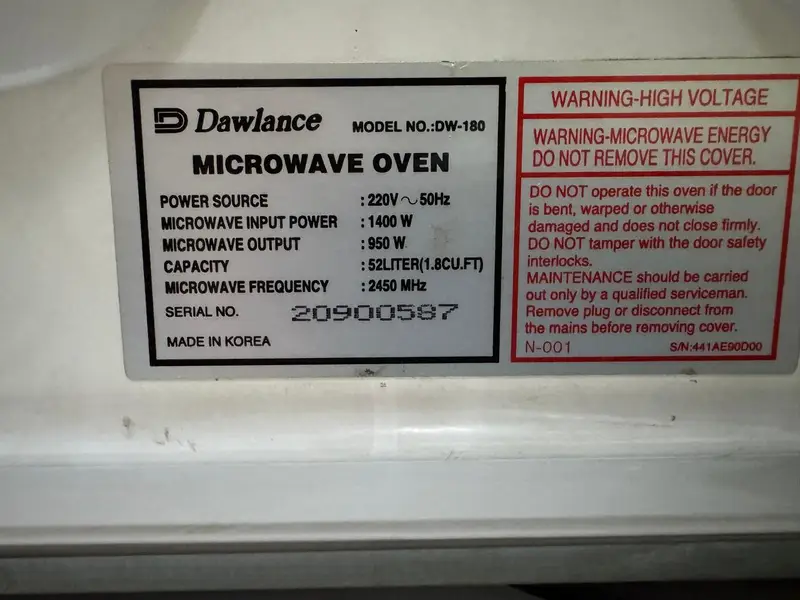 Dawlance MODEL NO.:DW-180
MICROWAVE OVEN
POWER SOURCE : 220V～50Hz
MICROWAVE INPUT POWER : 1400 W
MICROWAVE OUTPUT : 950 W
CAPACITY : 52LITER(1.8CU.FT)
MICROWAVE FREQUENCY : 2450 MHz
SERIAL NO. 20900587
MADE IN KOREA
WARNING-HIGH VOLTAGE
WARNING-MICROWAVE ENERGY
DO NOT REMOVE THIS COVER.
DO NOT operate this oven if the door
is bent, warped or otherwise
damaged and does not close firmly.
DO NOT tamper with the door safety
interlocks.
MAINTENANCE should be carried
out only by a qualified serviceman.
Remove plug or disconnect from
the mains before removing cover.
N-001 S/N:441AE90D00